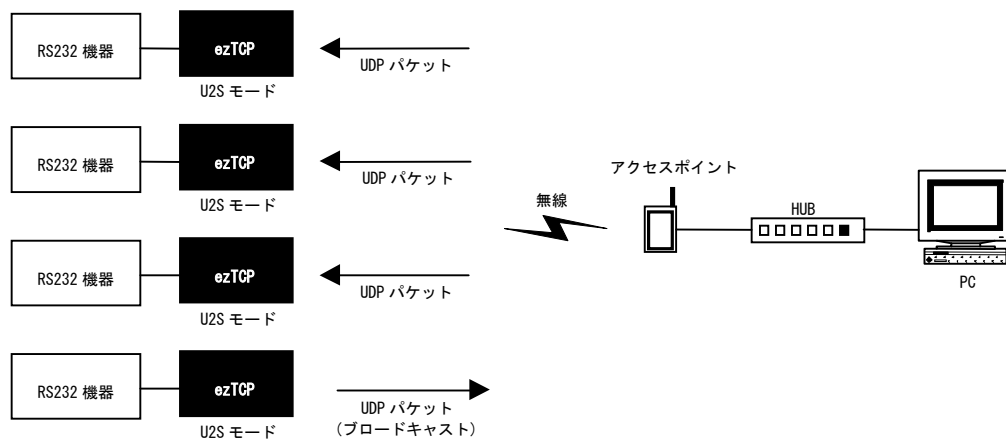 RS232 機器
ezTCP
UDP パケット
U2S モード
RS232 機器
ezTCP
UDP パケット
U2S モード
アクセスポイント
無線
HUB
RS232 機器
ezTCP
UDP パケット
U2S モード
PC
RS232 機器
ezTCP
UDP パケット
(ブロードキャスト)
U2S モード